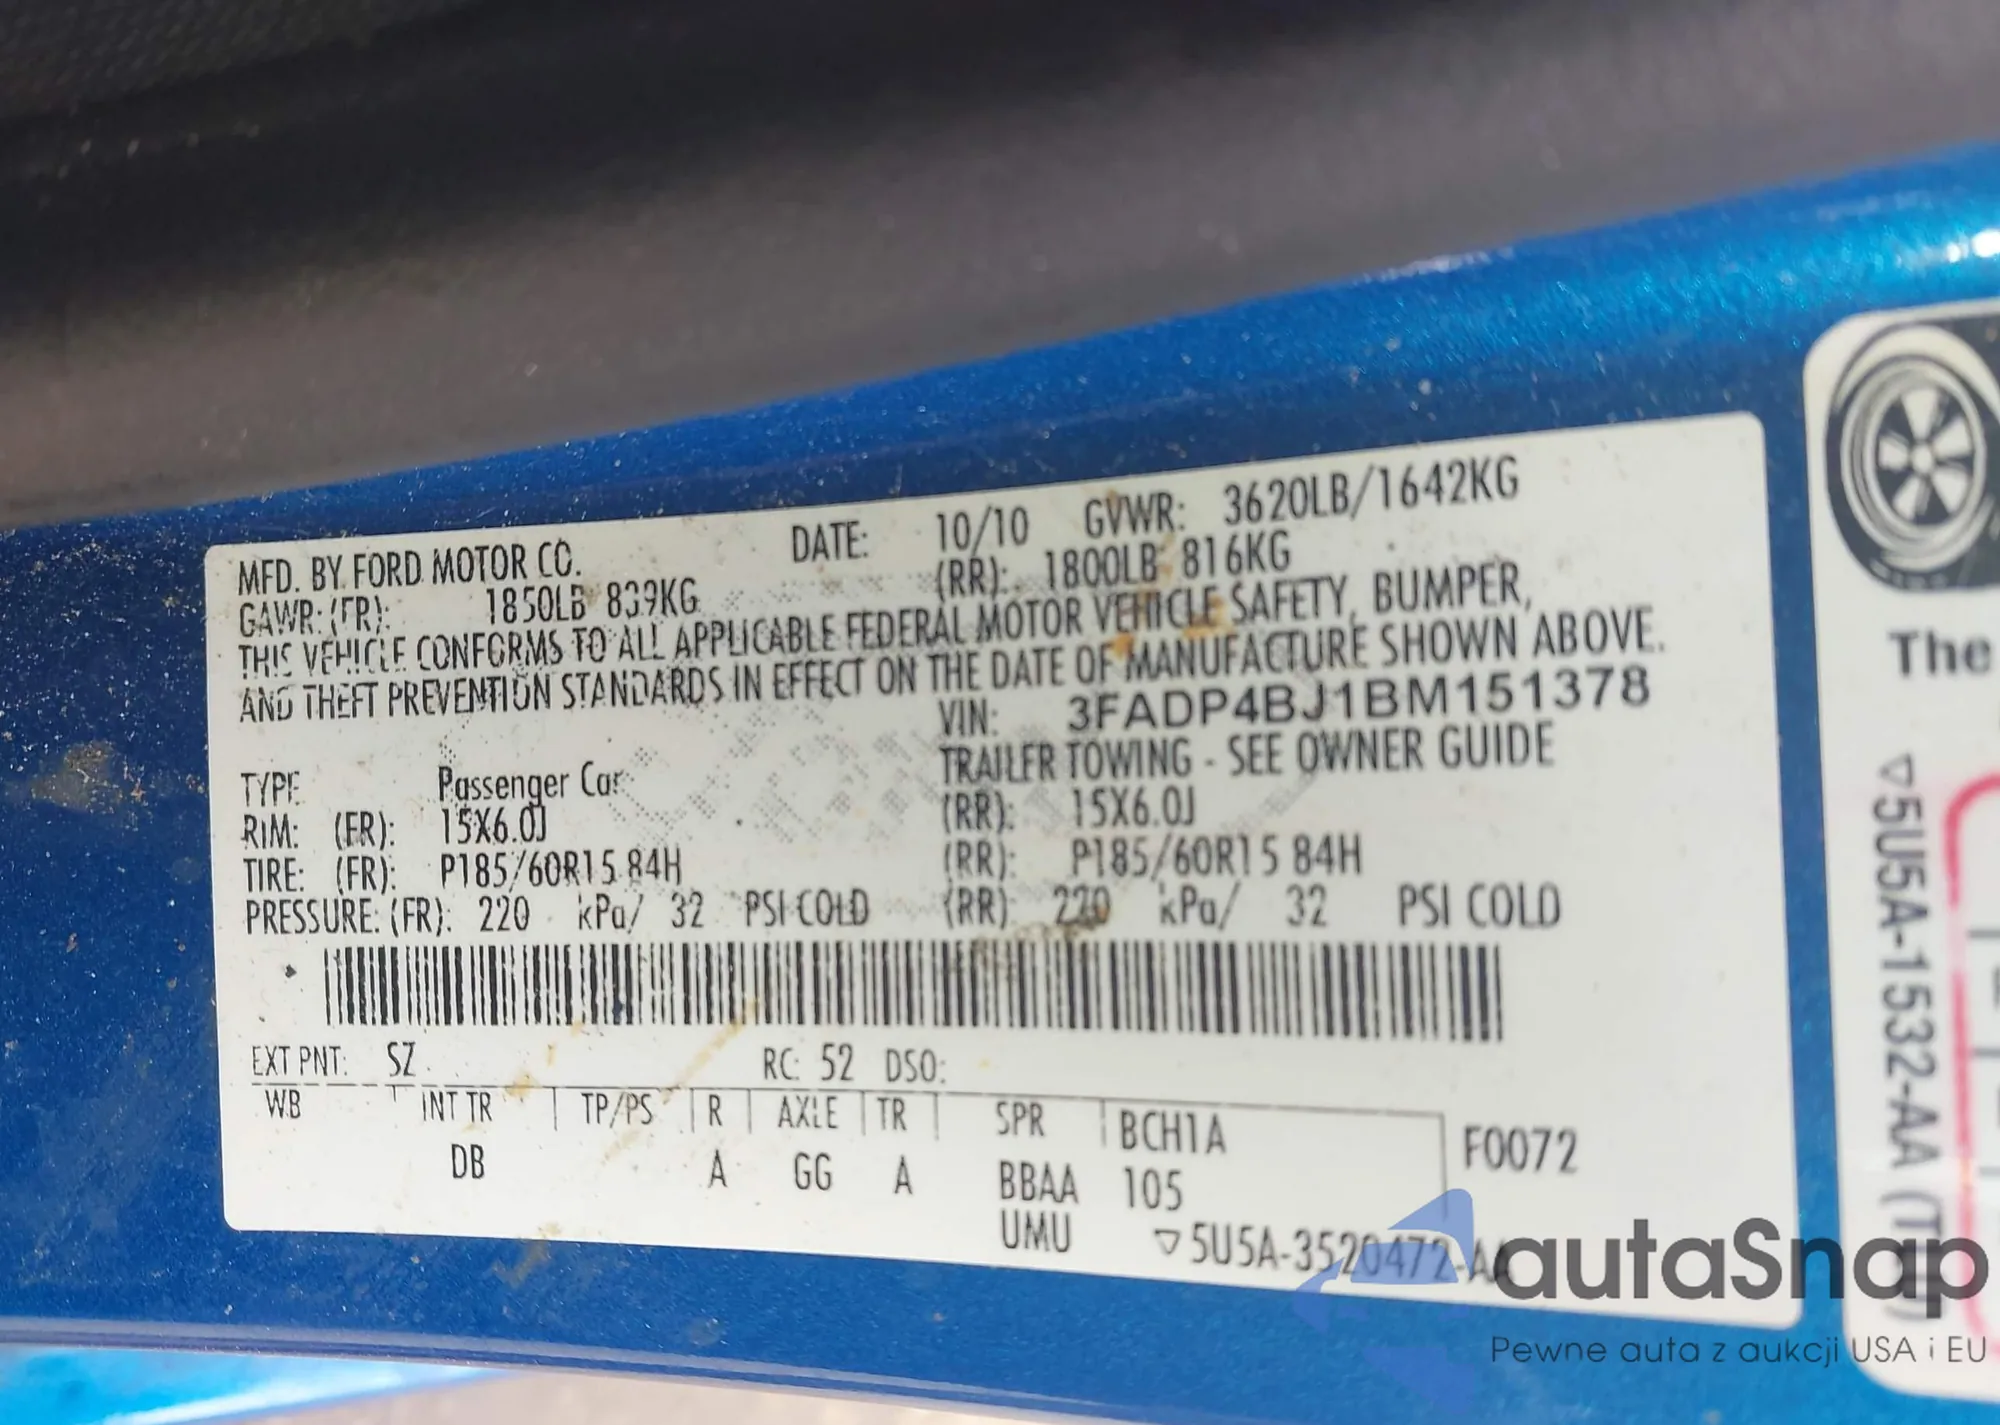 MFD. BY FORD MOTOR CO. DATE: 10/10 GVWR: 3620LB/1642KG
GAWR: (FR): 1850LB 839KG (RR): 1800LB 816KG
THIS VEHICLE CONFORMS TO ALL APPLICABLE FEDERAL MOTOR VEHICLE SAFETY, BUMPER,
AND THEFT PREVENTION STANDARDS IN EFFECT ON THE DATE OF MANUFACTURE SHOWN ABOVE.
VIN: 3FADP4BJ1BM151378
TYPE: Passenger Car TRAILER TOWING - SEE OWNER GUIDE
RIM: (FR): 15X6.0J (RR): 15X6.0J
TIRE: (FR): P185/60R15 84H (RR): P185/60R15 84H
PRESSURE: (FR): 220 kPa/ 32 PSI COLD (RR): 220 kPa/ 32 PSI COLD
EXT PNT: SZ RC: 52 DSO:
WB INT TR TP/PS R AXLE TR SPR BCH1A F0072
DB A GG A BBAA 105
UMU ▽5U5A-3520472-AA
The
▽5U5A-1532-AA
autaSnap
Pewne auta z aukcji USA i EU